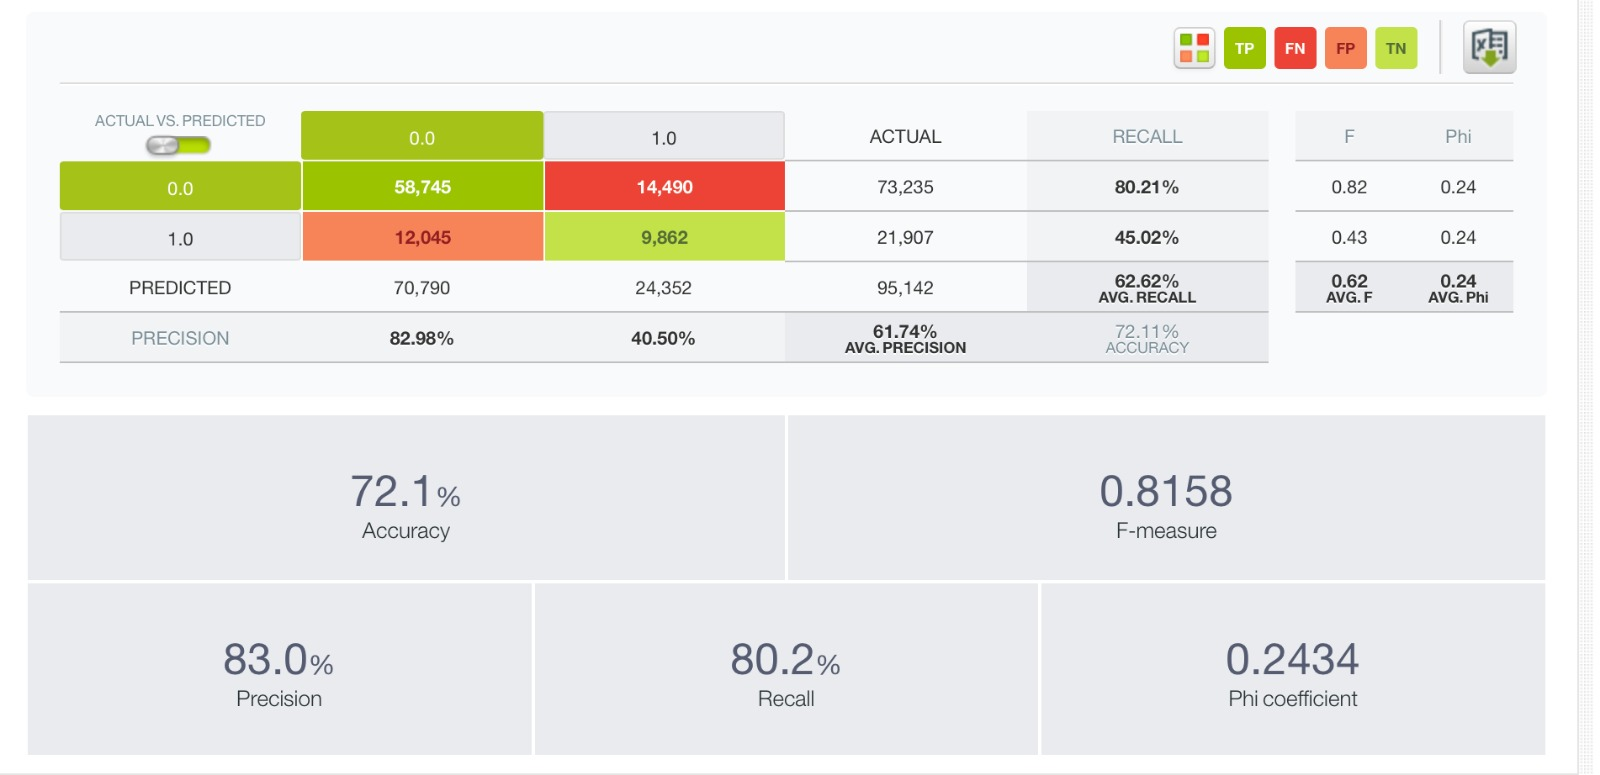 TP FN FP TN
ACTUAL VS. PREDICTED 0.0 1.0 ACTUAL RECALL F Phi
0.0 58,745 14,490 73,235 80.21% 0.82 0.24
1.0 12,045 9,862 21,907 45.02% 0.43 0.24
PREDICTED 70,790 24,352 95,142 62.62% 0.62 0.24
AVG. RECALL AVG. F AVG. Phi
PRECISION 82.98% 40.50% 61.74% 72.11%
AVG. PRECISION ACCURACY
72.1% 0.8158
Accuracy F-measure
83.0% 80.2% 0.2434
Precision Recall Phi coefficient